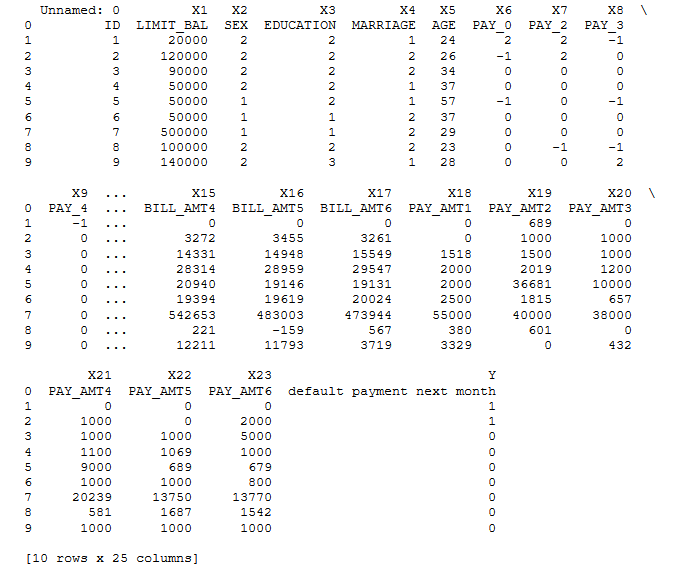 Unnamed: 0 X1 X2 X3 X4 X5 X6 X7 X8 \
0 ID LIMIT_BAL SEX EDUCATION MARRIAGE AGE PAY_0 PAY_2 PAY_3
1 1 20000 2 2 1 24 2 2 -1
2 2 120000 2 2 2 26 -1 2 0
3 3 90000 2 2 2 34 0 0 0
4 4 50000 2 2 1 37 0 0 0
5 5 50000 1 2 1 57 -1 0 -1
6 6 50000 1 1 2 37 0 0 0
7 7 500000 1 1 2 29 0 0 0
8 8 100000 2 2 2 23 0 -1 -1
9 9 140000 2 3 1 28 0 0 2
X9 ... X15 X16 X17 X18 X19 X20 \
0 PAY_4 ... BILL_AMT4 BILL_AMT5 BILL_AMT6 PAY_AMT1 PAY_AMT2 PAY_AMT3
1 -1 ... 0 0 0 0 689 0
2 0 ... 3272 3455 3261 0 1000 1000
3 0 ... 14331 14948 15549 1518 1500 1000
4 0 ... 28314 28959 29547 2000 2019 1200
5 0 ... 20940 19146 19131 2000 36681 10000
6 0 ... 19394 19619 20024 2500 1815 657
7 0 ... 542653 483003 473944 55000 40000 38000
8 0 ... 221 -159 567 380 601 0
9 0 ... 12211 11793 3719 3329 0 432
X21 X22 X23 Y
0 PAY_AMT4 PAY_AMT5 PAY_AMT6 default payment next month
1 0 0 0 1
2 1000 0 2000 1
3 1000 1000 5000 0
4 1100 1069 1000 0
5 9000 689 679 0
6 1000 1000 800 0
7 20239 13750 13770 0
8 581 1687 1542 0
9 1000 1000 1000 0
[10 rows x 25 columns]